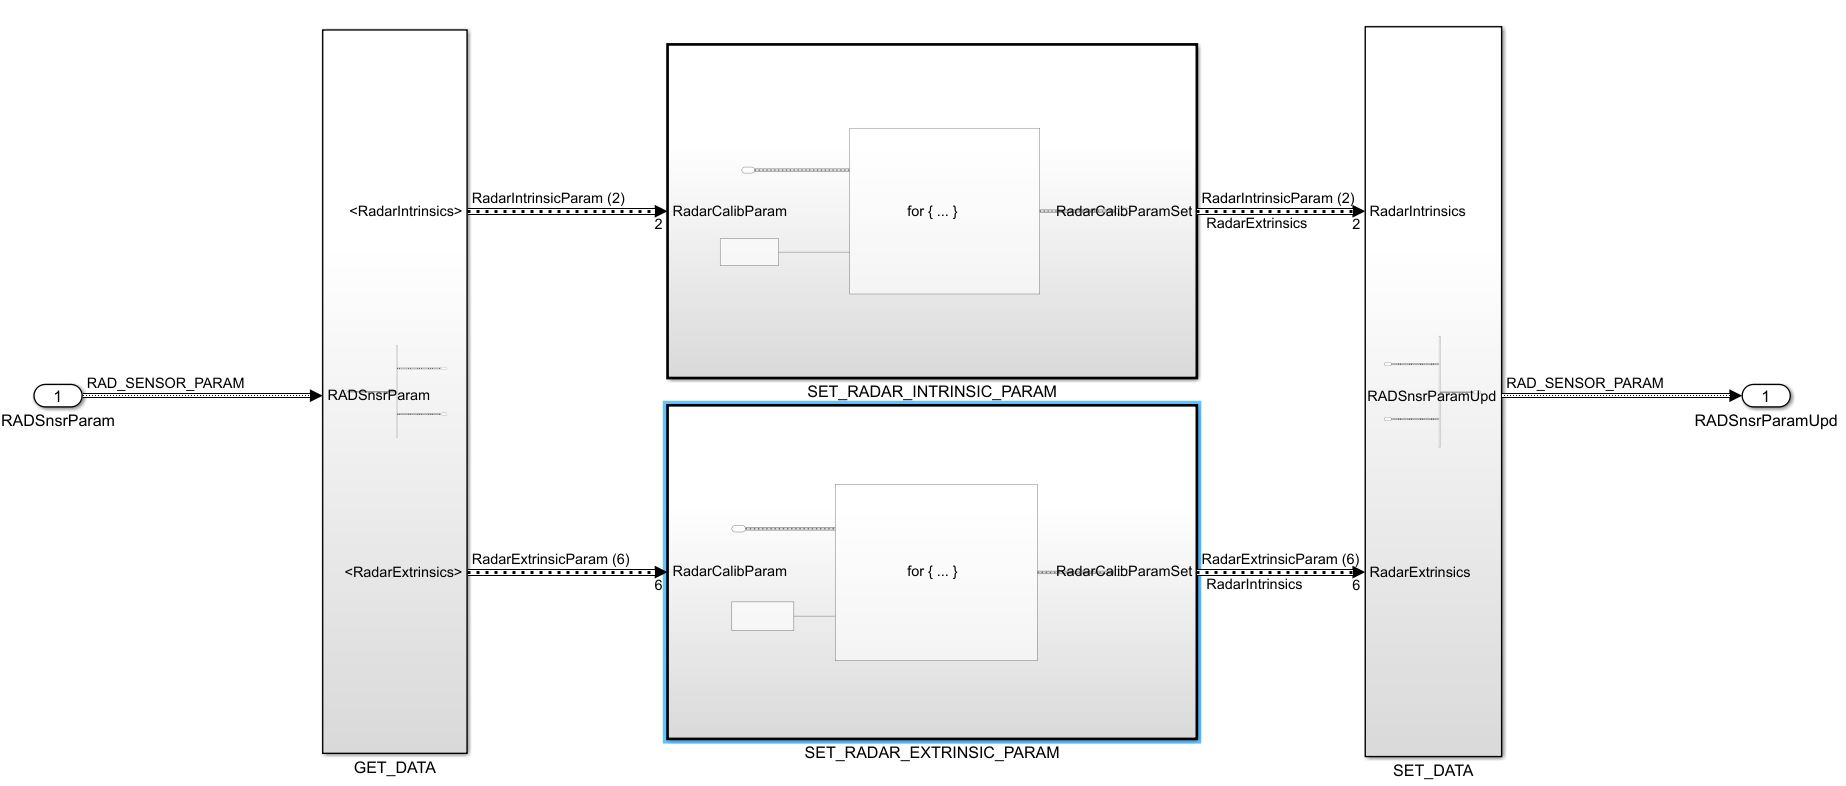 1
RADSnsrParam
RAD_SENSOR_PARAM
RADSnsrParam
<RadarIntrinsics>
<RadarExtrinsics>
GET_DATA
RadarIntrinsicParam (2)
2
RadarCalibParam
for { ... }
RadarCalibParamSet
SET_RADAR_INTRINSIC_PARAM
RadarIntrinsicParam (2)
RadarExtrinsics
2
RadarExtrinsicParam (6)
6
RadarCalibParam
for { ... }
RadarCalibParamSet
SET_RADAR_EXTRINSIC_PARAM
RadarExtrinsicParam (6)
RadarIntrinsics
6
RadarIntrinsics
RADSnsrParamUpd
RadarExtrinsics
SET_DATA
RAD_SENSOR_PARAM
1
RADSnsrParamUpd